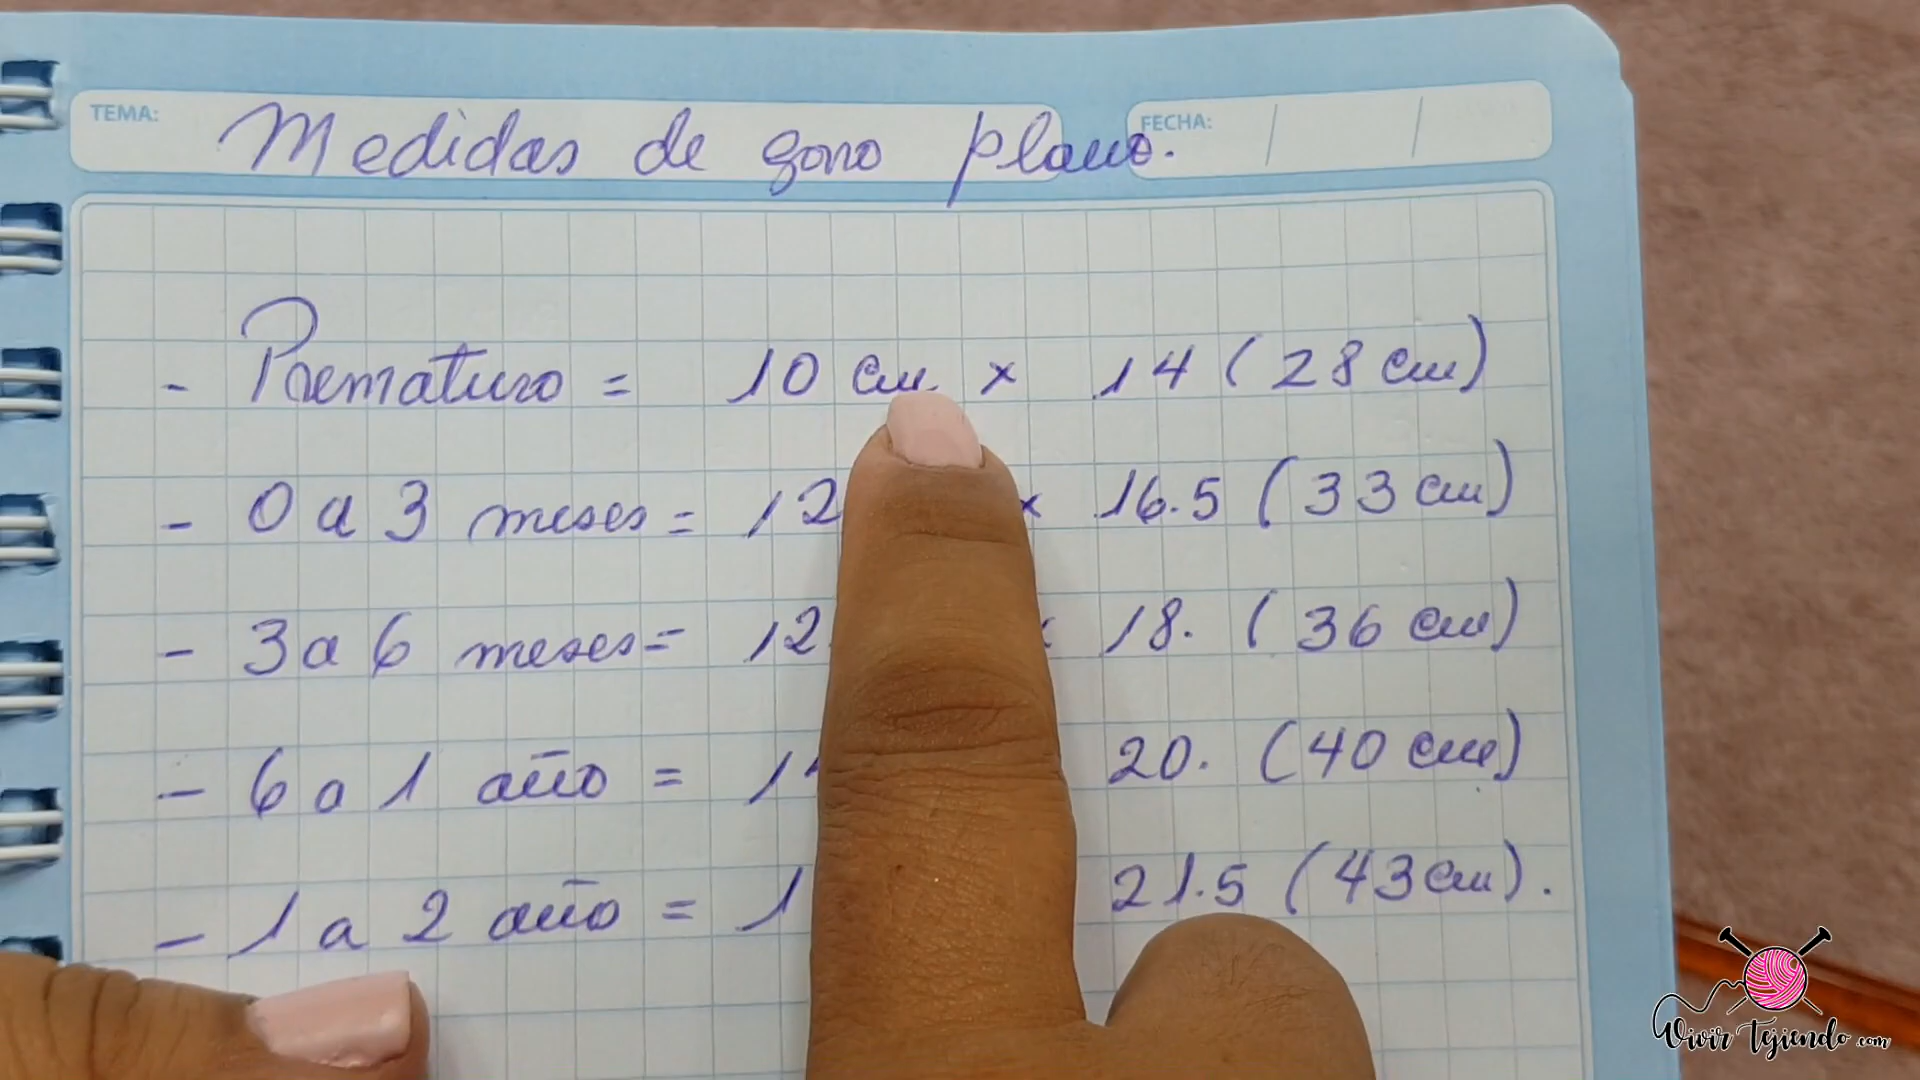 TEMA: Medidas de gorro plano. FECHA:
- Prematuro = 10 cm. x 14 (28 cm)
- 0 a 3 meses = 12 x 16.5 (33 cm)
- 3 a 6 meses = 12 18. (36 cm)
- 6 a 1 año = 20. (40 cm)
- 1 a 2 año = 21.5 (43 cm).
Vivir Tejiendo.com